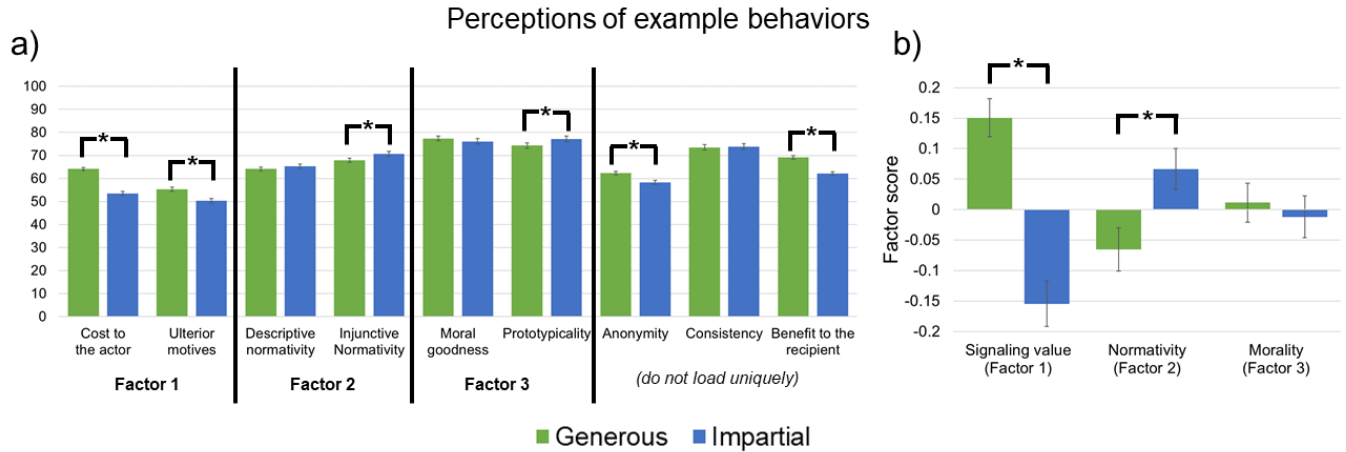 Perceptions of example behaviors
a)
100
90
80
70
60
50
40
30
20
10
0
*
*
*
*
*
*
Cost to
the actor
Ulterior
motives
Descriptive
normativity
Injunctive
Normativity
Moral
goodness
Prototypicality
Anonymity
Consistency
Benefit to the
recipient
Factor 1
Factor 2
Factor 3
(do not load uniquely)
b)
Factor score
0.2
0.15
0.1
0.05
0
-0.05
-0.1
-0.15
-0.2
*
*
Signaling value
(Factor 1)
Normativity
(Factor 2)
Morality
(Factor 3)
Generous
Impartial